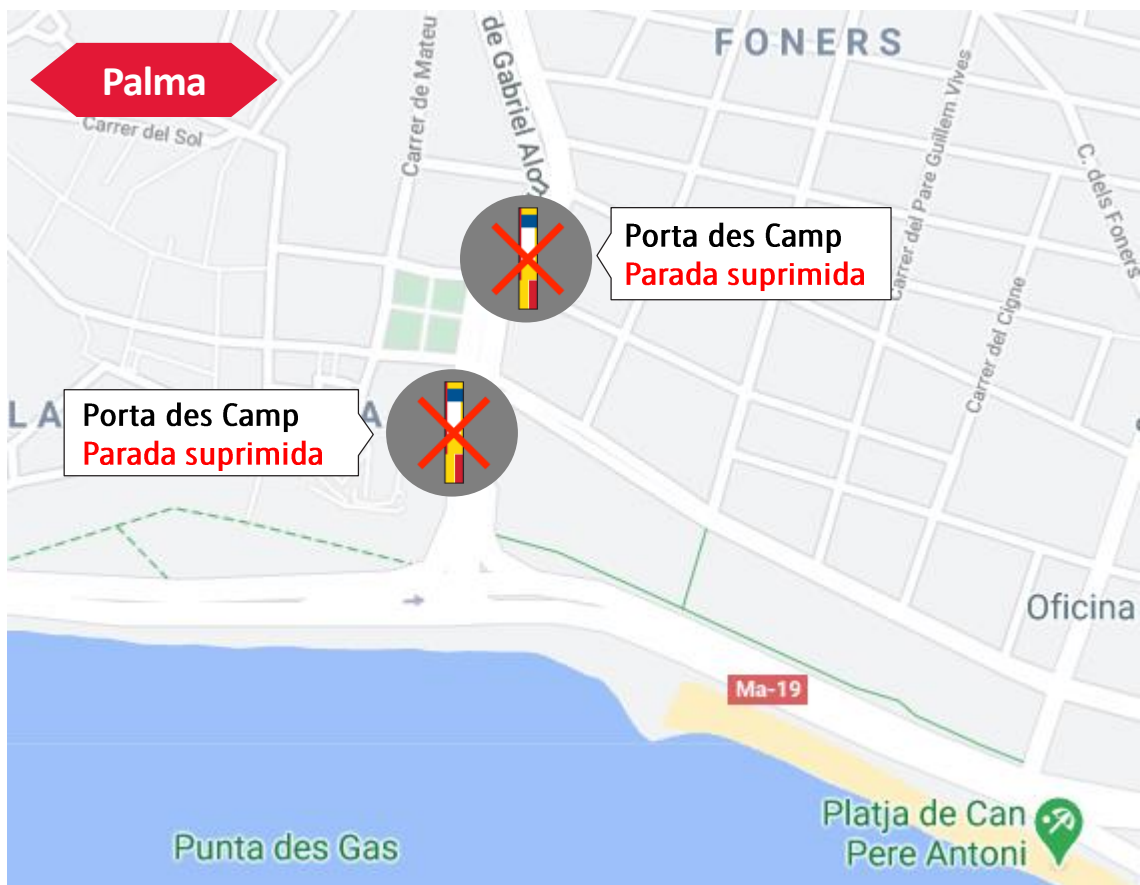 Palma
FONERS
de Gabriel Alo
Carrer de Mateu
Carrer del Sol
Carrer del Pare Guillem Vives
C. dels Foners
Porta des Camp
Parada suprimida
Carrer del Cigne
LA
A
Porta des Camp
Parada suprimida
Oficina
Ma-19
Platja de Can
Pere Antoni
Punta des Gas